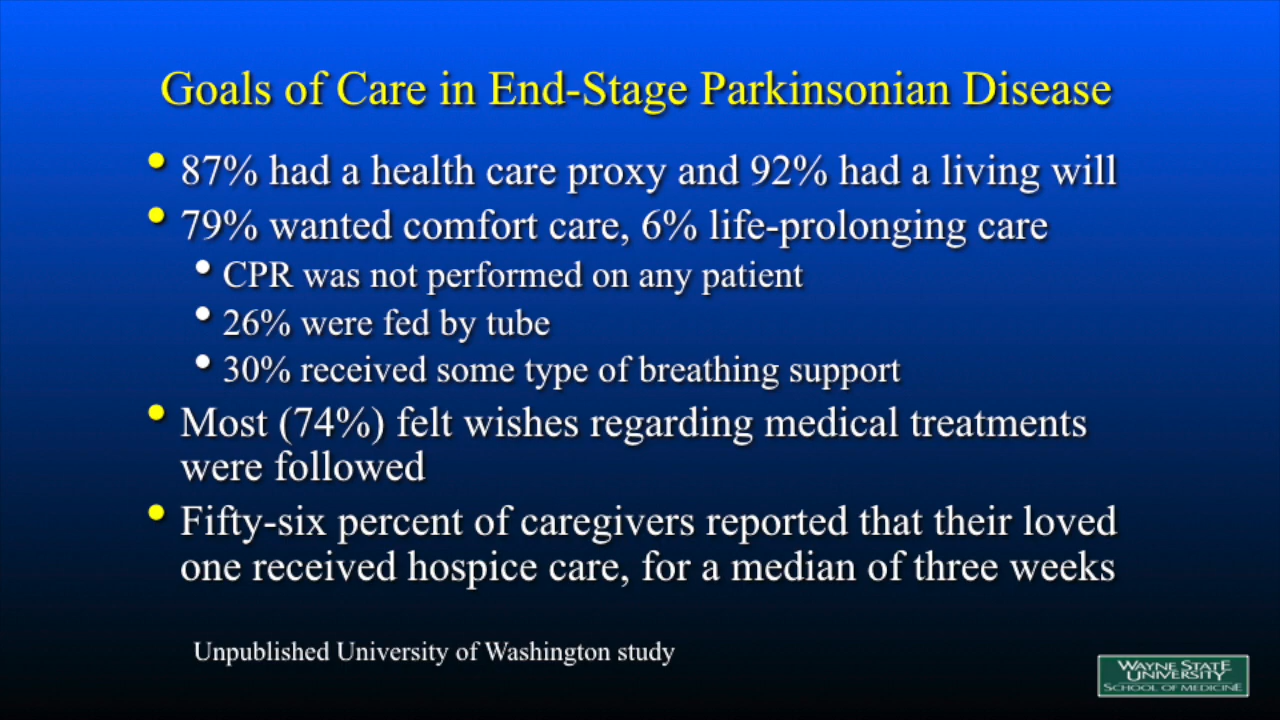 Goals of Care in End-Stage Parkinsonian Disease
• 87% had a health care proxy and 92% had a living will
• 79% wanted comfort care, 6% life-prolonging care
• CPR was not performed on any patient
• 26% were fed by tube
• 30% received some type of breathing support
• Most (74%) felt wishes regarding medical treatments
were followed
• Fifty-six percent of caregivers reported that their loved
one received hospice care, for a median of three weeks
Unpublished University of Washington study
WAYNE STATE
UNIVERSITY
SCHOOL OF MEDICINE